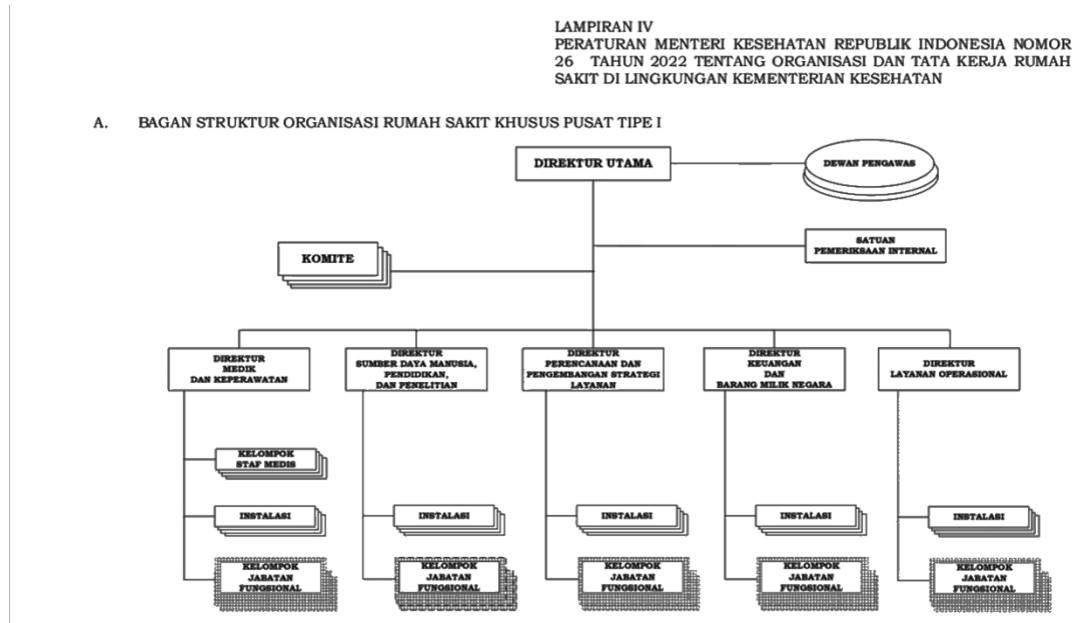 LAMPIRAN IV
PERATURAN MENTERI KESEHATAN REPUBLIK INDONESIA NOMOR
26 TAHUN 2022 TENTANG ORGANISASI DAN TATA KERJA RUMAH
SAKIT DI LINGKUNGAN KEMENTERIAN KESEHATAN
A. BAGAN STRUKTUR ORGANISASI RUMAH SAKIT KHUSUS PUSAT TIPE I
DIREKTUR UTAMA
DEWAN PENGAWAS
SATUAN
PEMERIKSAAN INTERNAL
KOMITE
DIREKTUR
MEDIK
DAN KEPERAWATAN
DIREKTUR
SUMBER DAYA MANUSIA,
PENDIDIKAN,
DAN PENELITIAN
DIREKTUR
PERENCANAAN DAN
PENGEMBANGAN STRATEGI
LAYANAN
DIREKTUR
KEUANGAN
DAN
BARANG MILIK NEGARA
DIREKTUR
LAYANAN OPERASIONAL
KELOMPOK
STAF MEDIS
INSTALASI
INSTALASI
INSTALASI
INSTALASI
INSTALASI
KELOMPOK
JABATAN
FUNGSIONAL
KELOMPOK
JABATAN
FUNGSIONAL
KELOMPOK
JABATAN
FUNGSIONAL
KELOMPOK
JABATAN
FUNGSIONAL
KELOMPOK
JABATAN
FUNGSIONAL